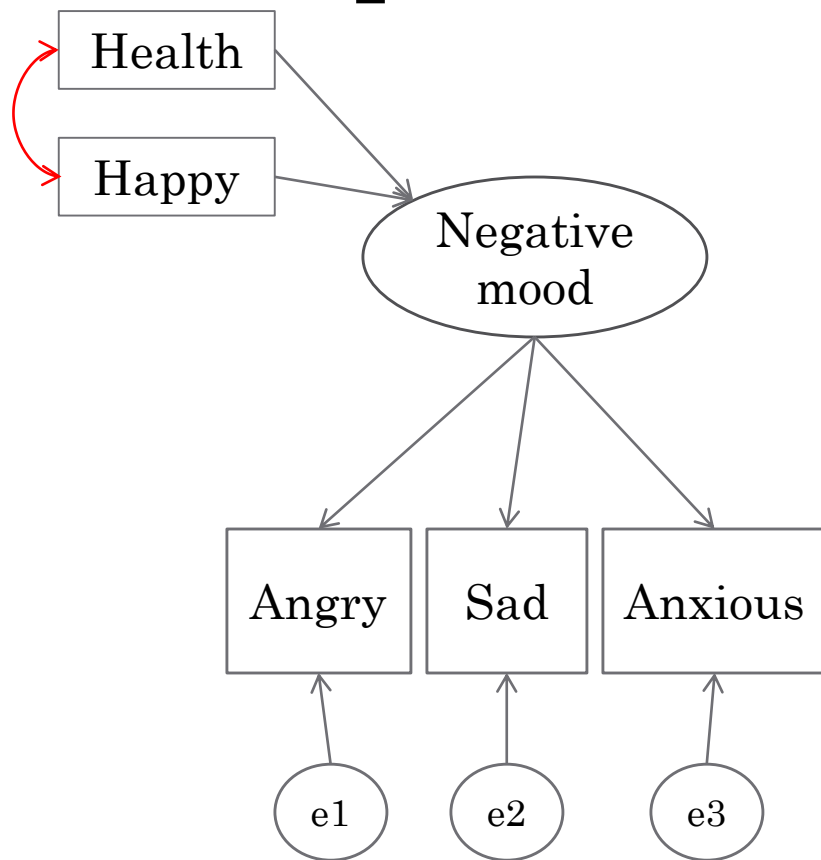 Health
Happy
Negative
mood
Angry
Sad
Anxious
e1
e2
e3